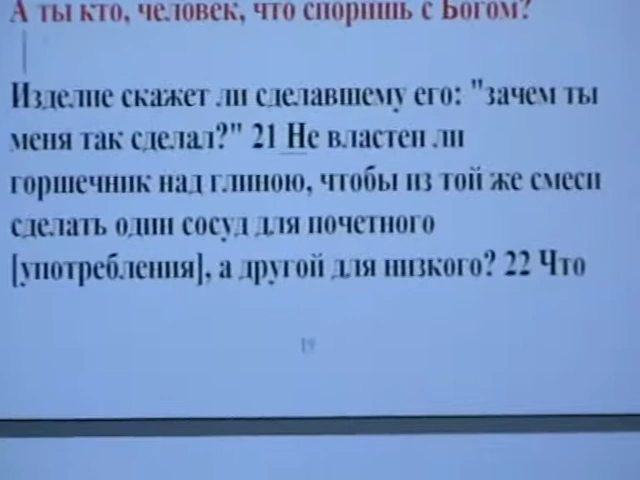 А ты кто, человек, что споришь с Богом?
Изделие скажет ли сделавшему его: "зачем ты
меня так сделал?" 21 Не властен ли
горшечник над глиною, чтобы из той же смеси
сделать один сосуд для почетного
[употребления], а другой для низкого? 22 Что
19